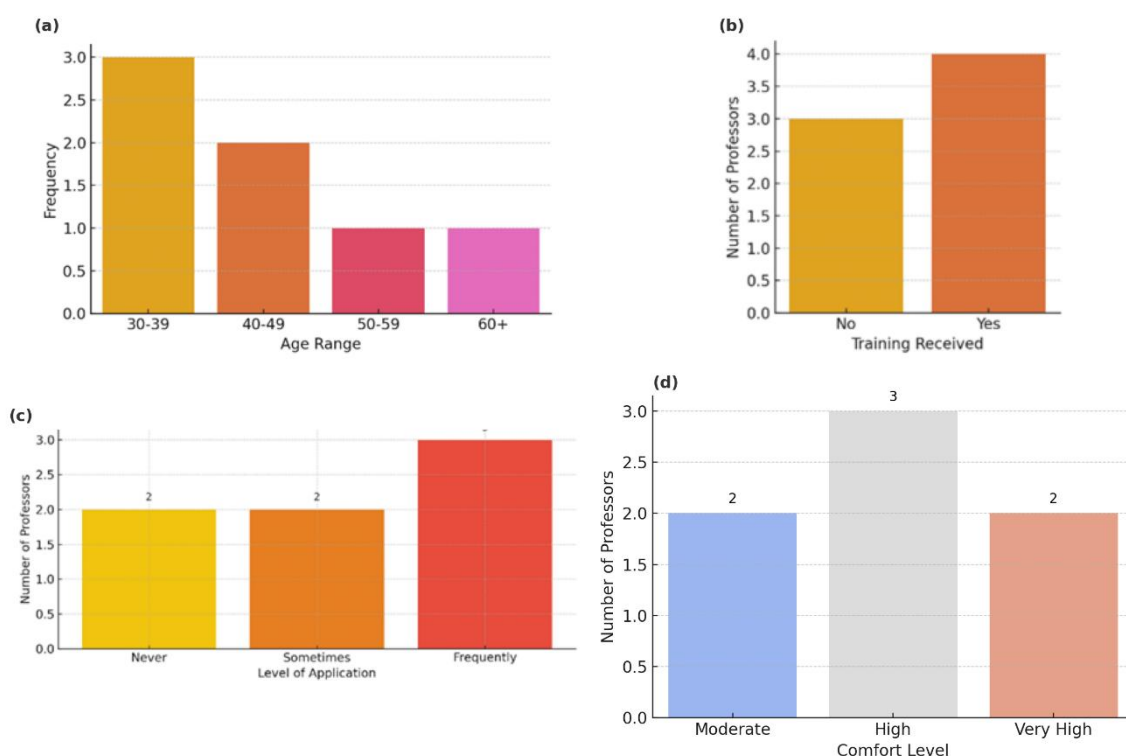 (a)
3.0
2.5
2.0
1.5
1.0
0.5
0.0
Frequency
30-39 40-49 50-59 60+
Age Range
(b)
4.0
3.5
3.0
2.5
2.0
1.5
1.0
0.5
0.0
Number of Professors
No Yes
Training Received
(c)
3.0
2.5
2.0
1.5
1.0
0.5
0.0
Number of Professors
2 2
Never Sometimes Frequently
Level of Application
(d)
3
3.0
2.5
2 2
2.0
1.5
1.0
0.5
0.0
Number of Professors
Moderate High Very High
Comfort Level